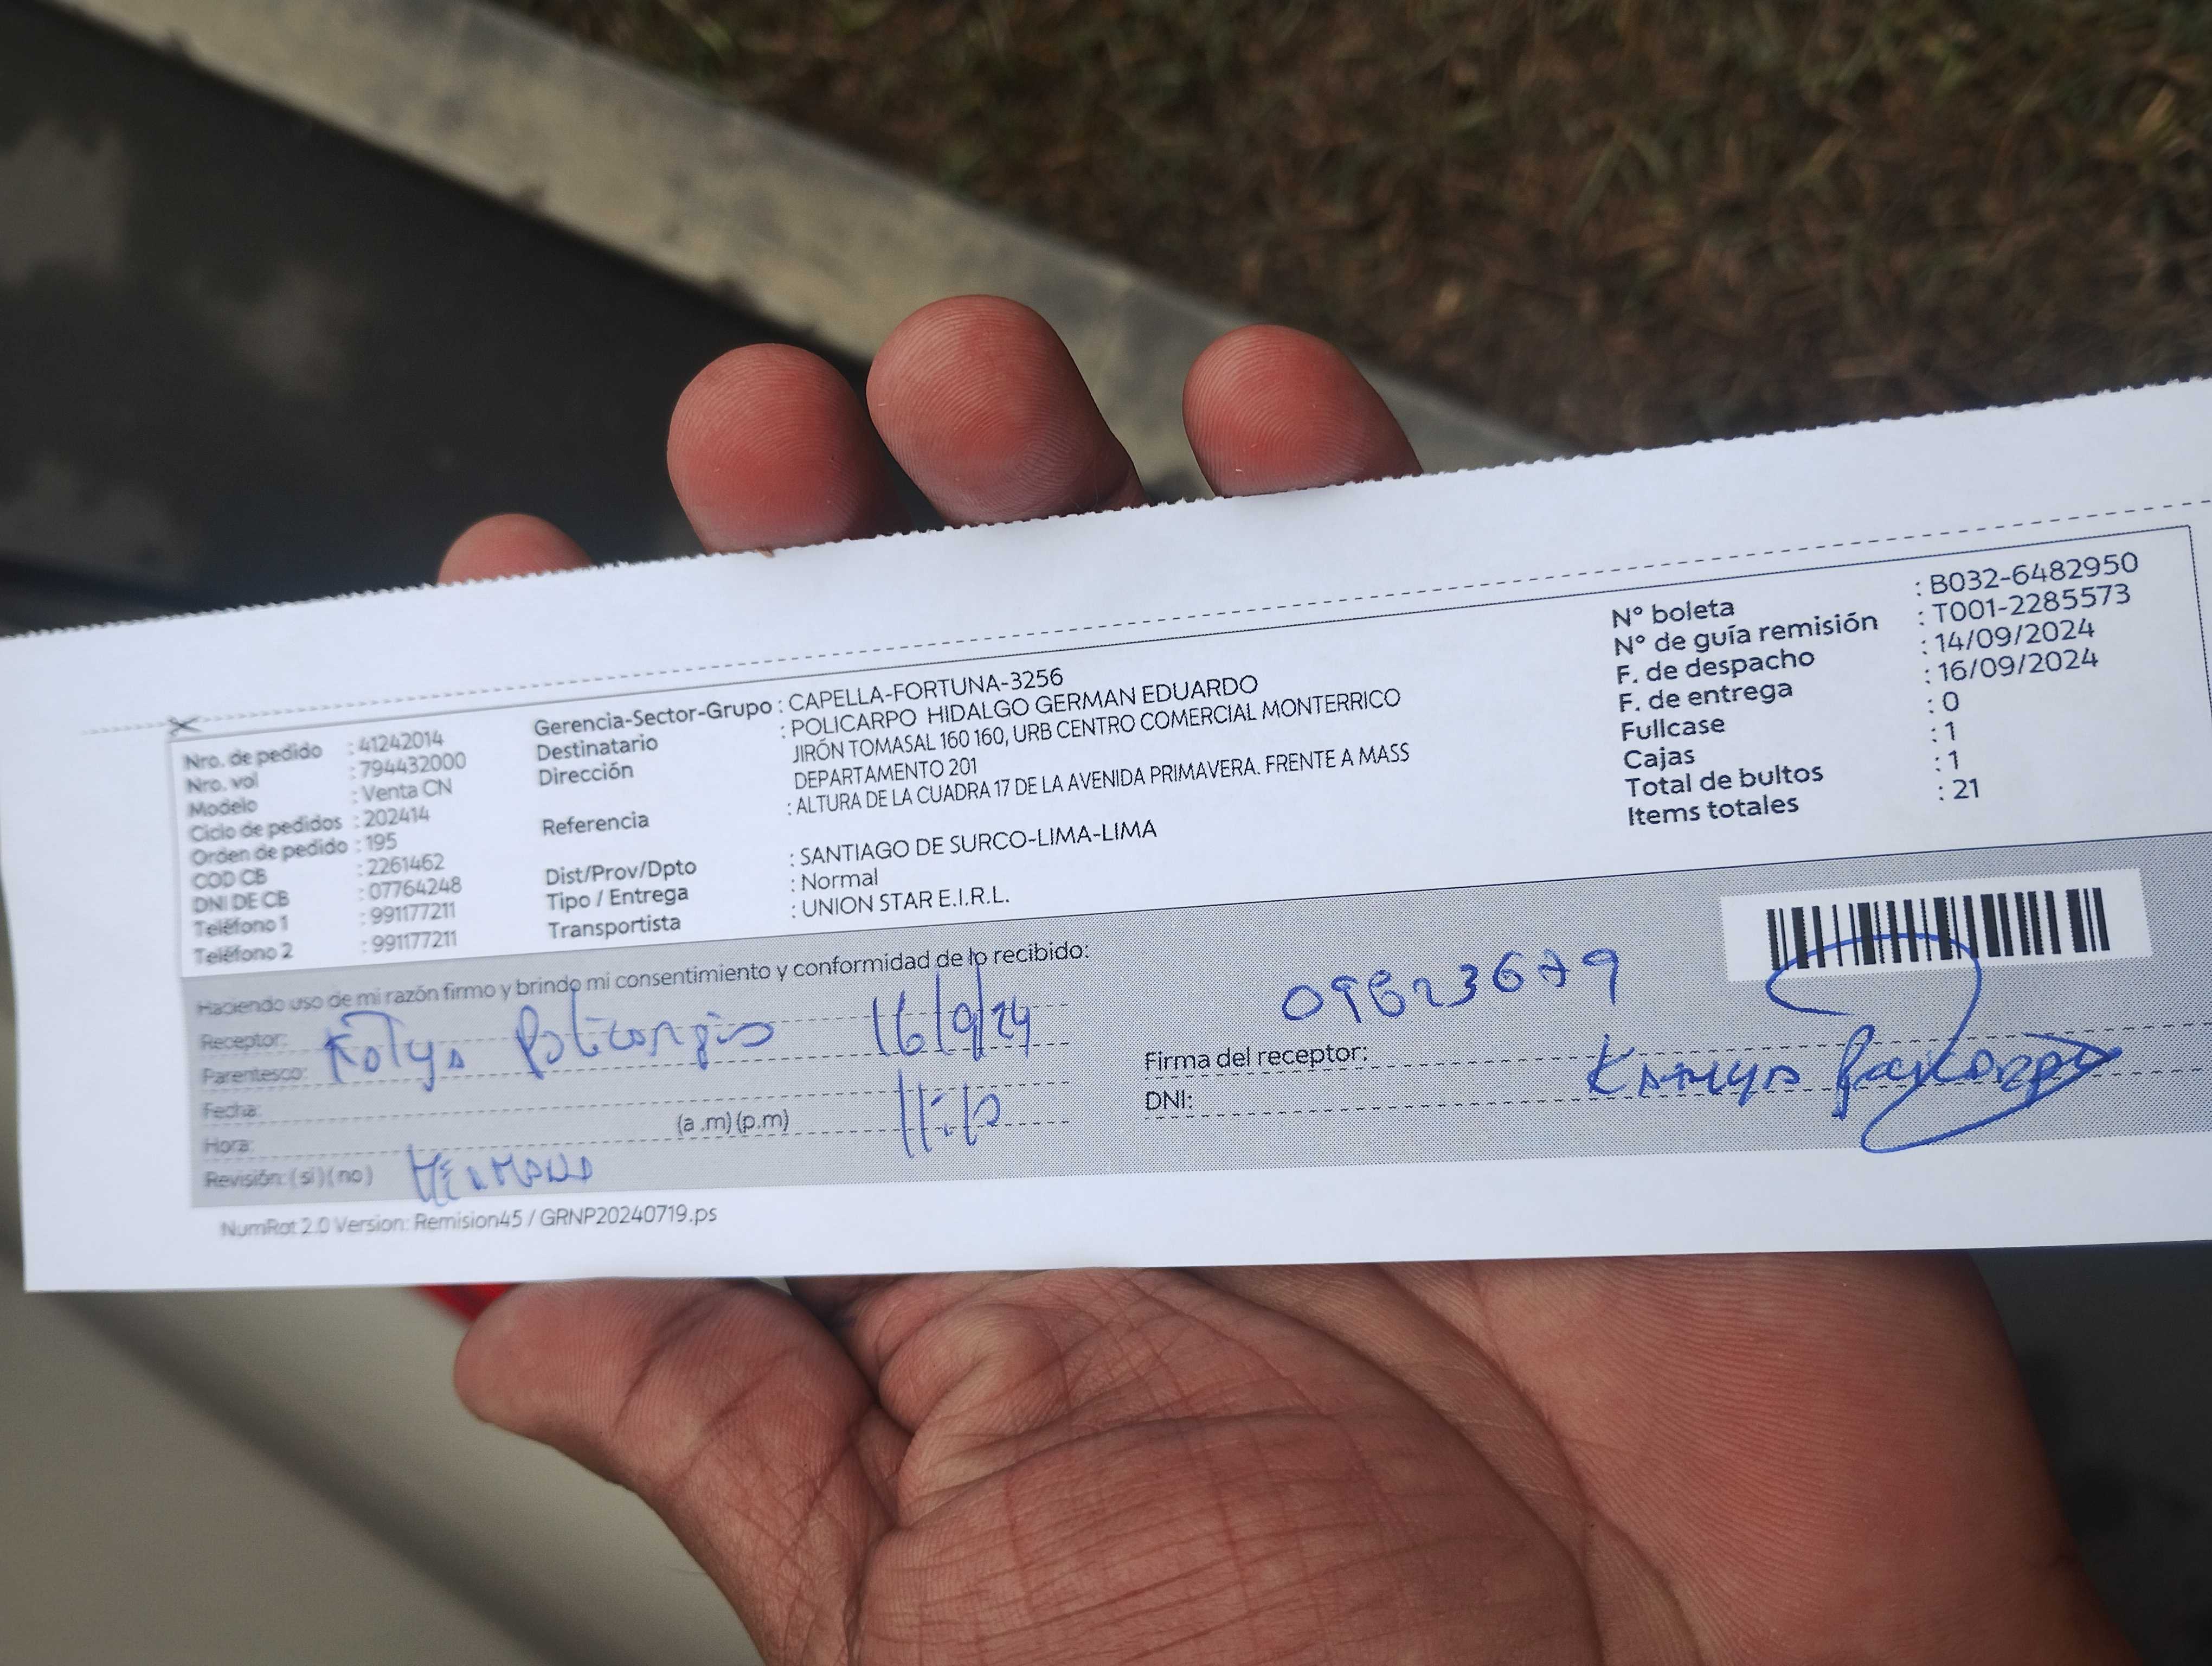 Nro. de pedido : 41242014
Nro. vol : 794432000
Modelo : Venta CN
Ciclo de pedidos : 202414
Orden de pedido : 195
COD CB : 2261462
DNI DE CB : 07764248
Teléfono 1 : 991177211
Teléfono 2 : 991177211
Gerencia-Sector-Grupo : CAPELLA-FORTUNA-3256
Destinatario : POLICARPO HIDALGO GERMAN EDUARDO
Dirección JIRÓN TOMASAL 160 160, URB CENTRO COMERCIAL MONTERRICO
DEPARTAMENTO 201
Referencia : ALTURA DE LA CUADRA 17 DE LA AVENIDA PRIMAVERA. FRENTE A MASS
Dist/Prov/Dpto : SANTIAGO DE SURCO-LIMA-LIMA
Tipo / Entrega : Normal
Transportista : UNION STAR E.I.R.L.
N° boleta : B032-6482950
N° de guía remisión : T001-2285573
F. de despacho : 14/09/2024
F. de entrega : 16/09/2024
Fullcase : 0
Cajas : 1
Total de bultos : 1
Items totales : 21
Haciendo uso de mi razón firmo y brindo mi consentimiento y conformidad de lo recibido:
Receptor: Katya Policarpio 16/9/24
Parentesco:
Fecha:
Hora: (a .m) (p.m)
Revisión: ( si ) ( no )
Firma del receptor:
DNI:
NumRot 2.0 Version: Remision45 / GRNP20240719.ps